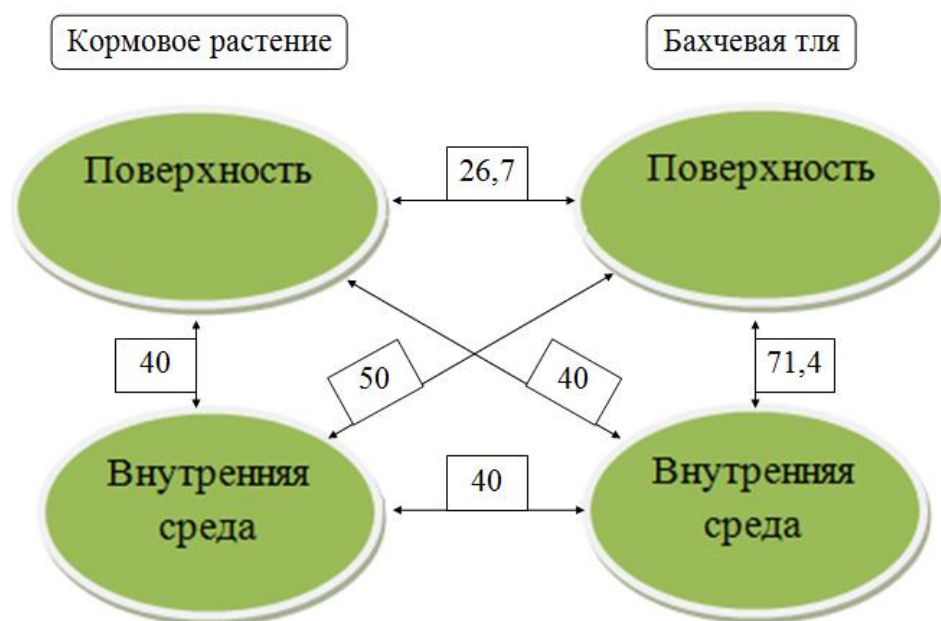 Кормовое растение
Бахчевая тля
Поверхность
26,7
Поверхность
40
50
40
71,4
Внутренняя
среда
40
Внутренняя
среда